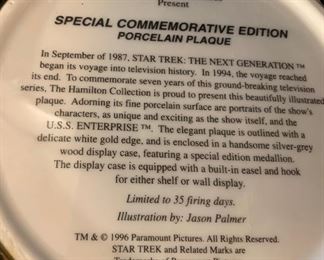 Present
SPECIAL COMMEMORATIVE EDITION
PORCELAIN PLAQUE
In September of 1987, STAR TREK: THE NEXT GENERATION™
began its voyage into television history. In 1994, the voyage reached
its end. To commemorate seven years of this ground-breaking television
series, The Hamilton Collection is proud to present this beautifully illustrated
plaque. Adorning its fine porcelain surface are portraits of the show's
characters, as unique and exciting as the show itself, and the
U.S.S. ENTERPRISE™. The elegant plaque is outlined with a
delicate white gold edge, and is enclosed in a handsome silver-grey
wood display case, featuring a special edition medallion.
The display case is equipped with a built-in easel and hook
for either shelf or wall display.
Limited to 35 firing days.
Illustration by: Jason Palmer
TM & © 1996 Paramount Pictures. All Rights Reserved.
STAR TREK and Related Marks are
Trademarks of